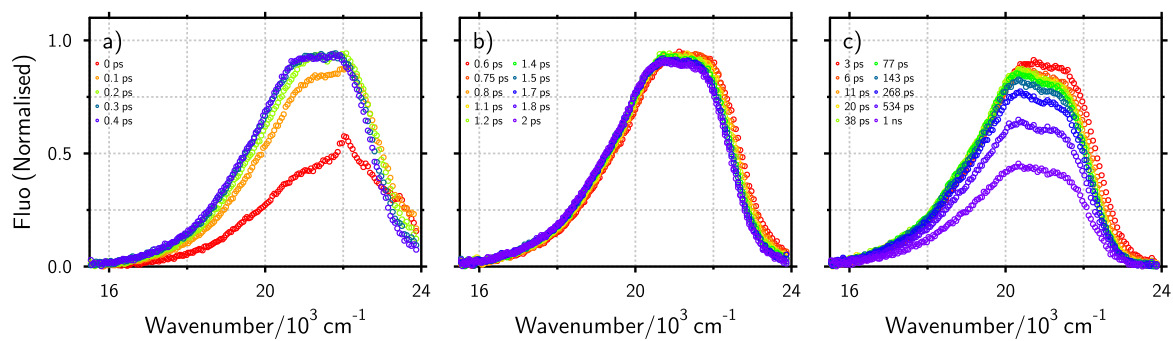 Fluo (Normalised)
1.0
0.5
0.0
a)
0 ps
0.1 ps
0.2 ps
0.3 ps
0.4 ps
16 20 24
Wavenumber/10³ cm⁻¹
b)
0.6 ps 1.4 ps
0.75 ps 1.5 ps
0.8 ps 1.7 ps
1.1 ps 1.8 ps
1.2 ps 2 ps
16 20 24
Wavenumber/10³ cm⁻¹
c)
3 ps 77 ps
6 ps 143 ps
11 ps 268 ps
20 ps 534 ps
38 ps 1 ns
16 20 24
Wavenumber/10³ cm⁻¹